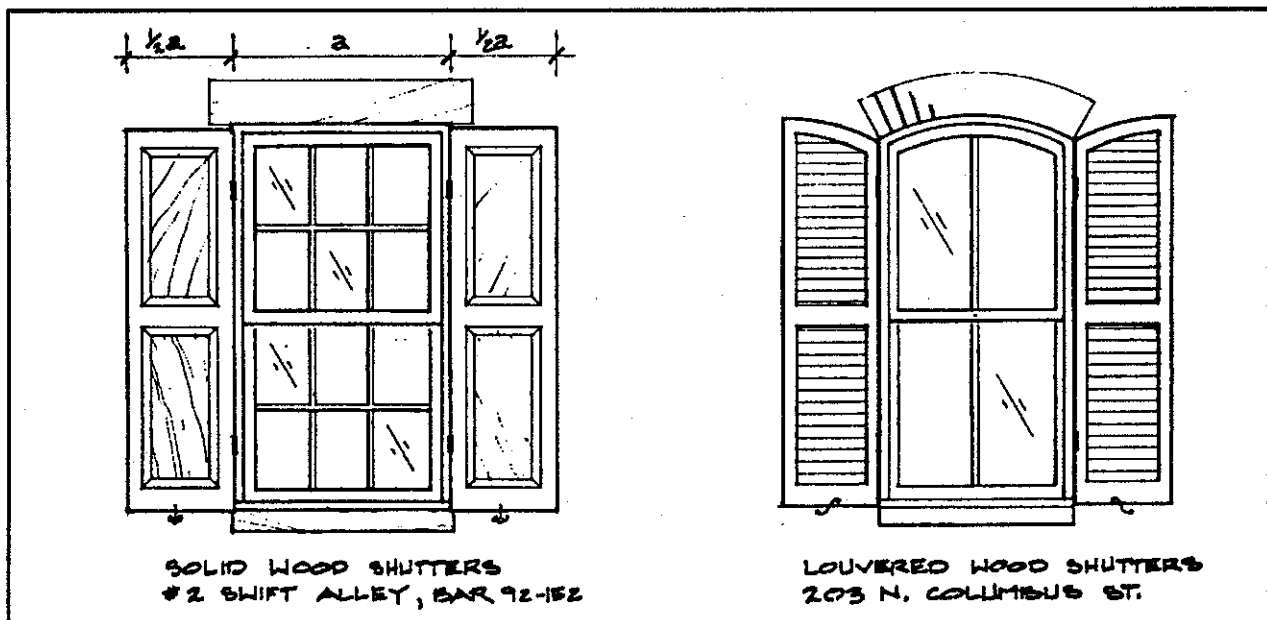 ½a a ½a
SOLID WOOD SHUTTERS
#2 SWIFT ALLEY, BAR 92-152
LOUVERED WOOD SHUTTERS
203 N. COLUMBUS ST.